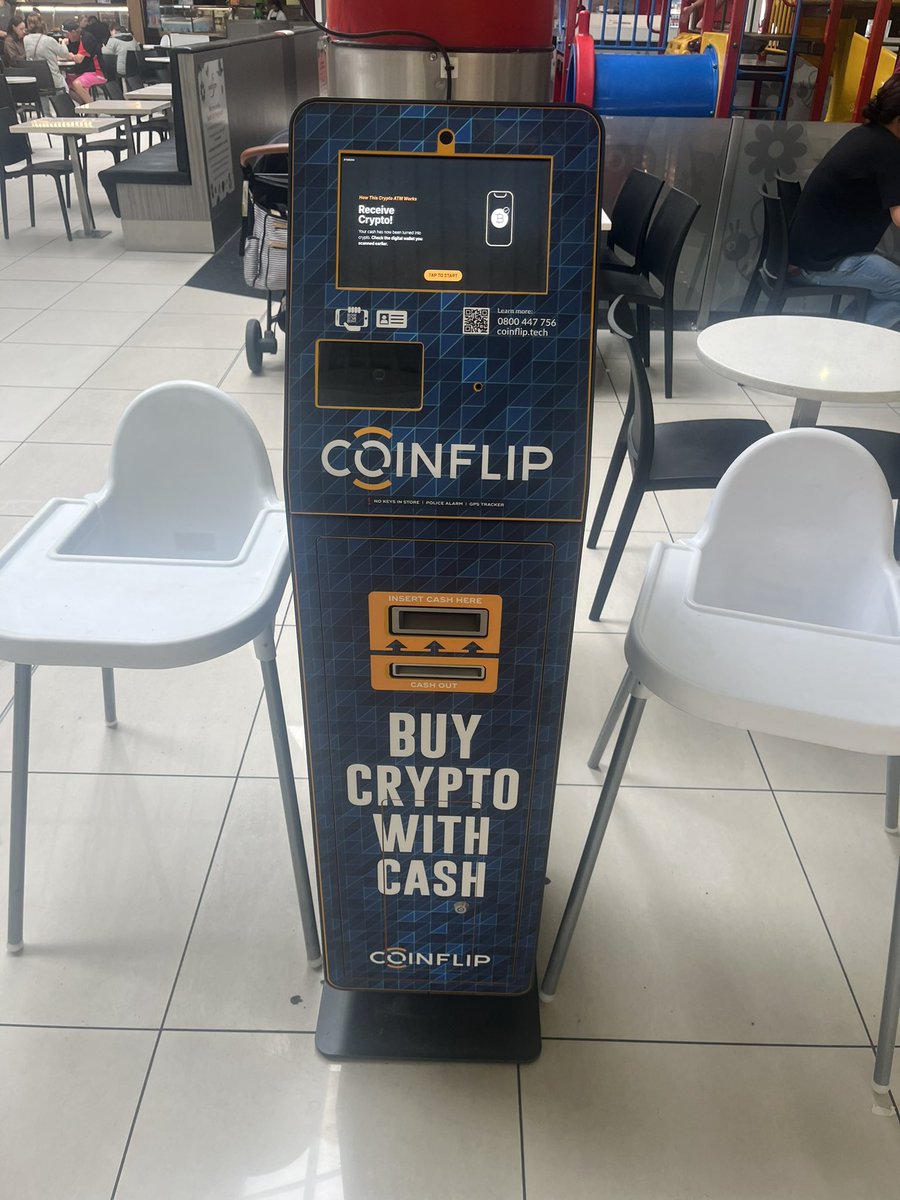 How This Crypto ATM Works
Receive
Crypto!
Your cash has now been turned into
crypto. Check the digital wallet you
scanned earlier.
TAP TO START
Learn more:
0800 447 756
coinflip.tech
COINFLIP
NO KEYS IN STORE | POLICE ALARM | GPS TRACKER
INSERT CASH HERE
CASH OUT
BUY
CRYPTO
WITH
CASH
COINFLIP